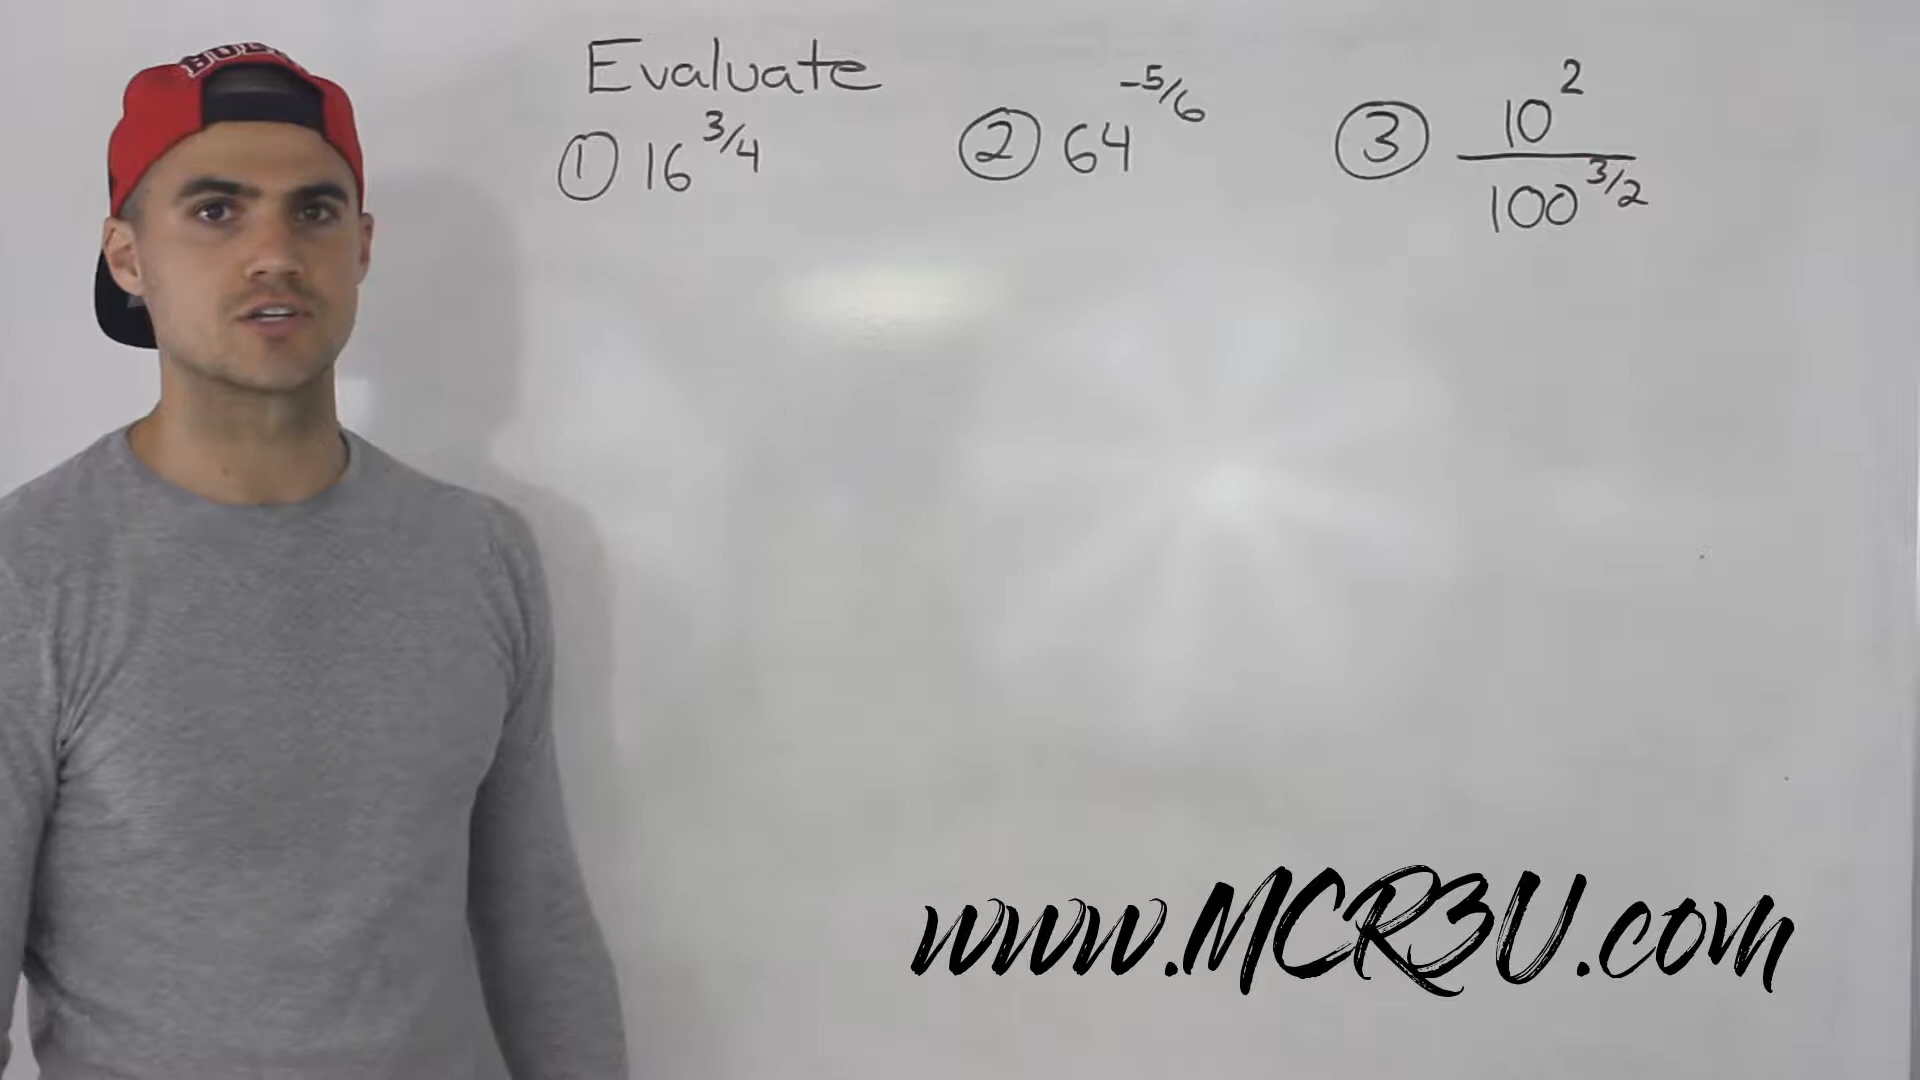 Evaluate
① 16^3/4
② 64^-5/6
③ 10^2
100^3/2
www.MCR3U.com